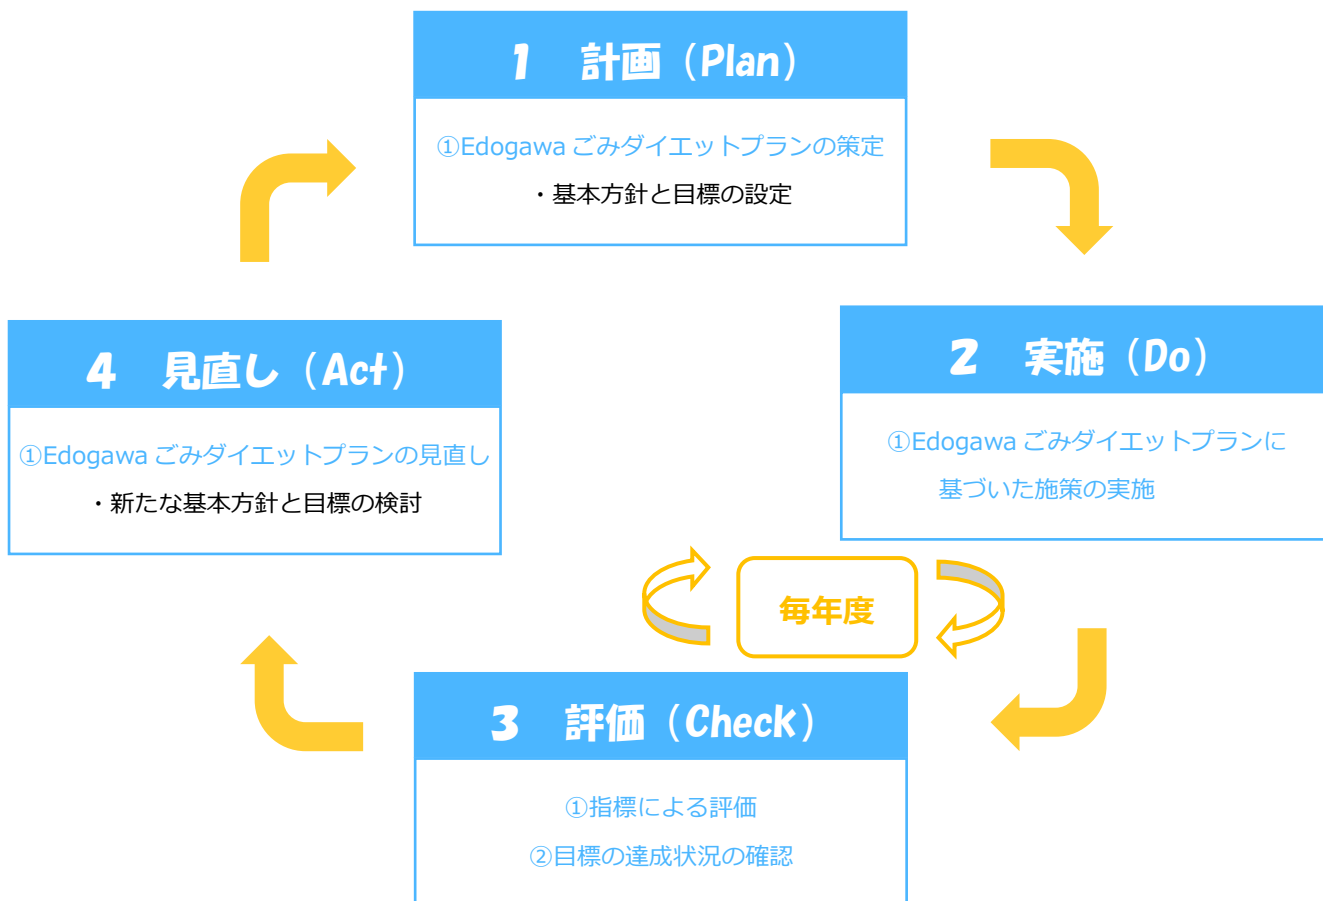 1 計画（Plan）
①Edogawa ごみダイエットプランの策定
・基本方針と目標の設定
2 実施（Do）
①Edogawa ごみダイエットプランに
基づいた施策の実施
毎年度
3 評価（Check）
①指標による評価
②目標の達成状況の確認
4 見直し（Act）
①Edogawa ごみダイエットプランの見直し
・新たな基本方針と目標の検討